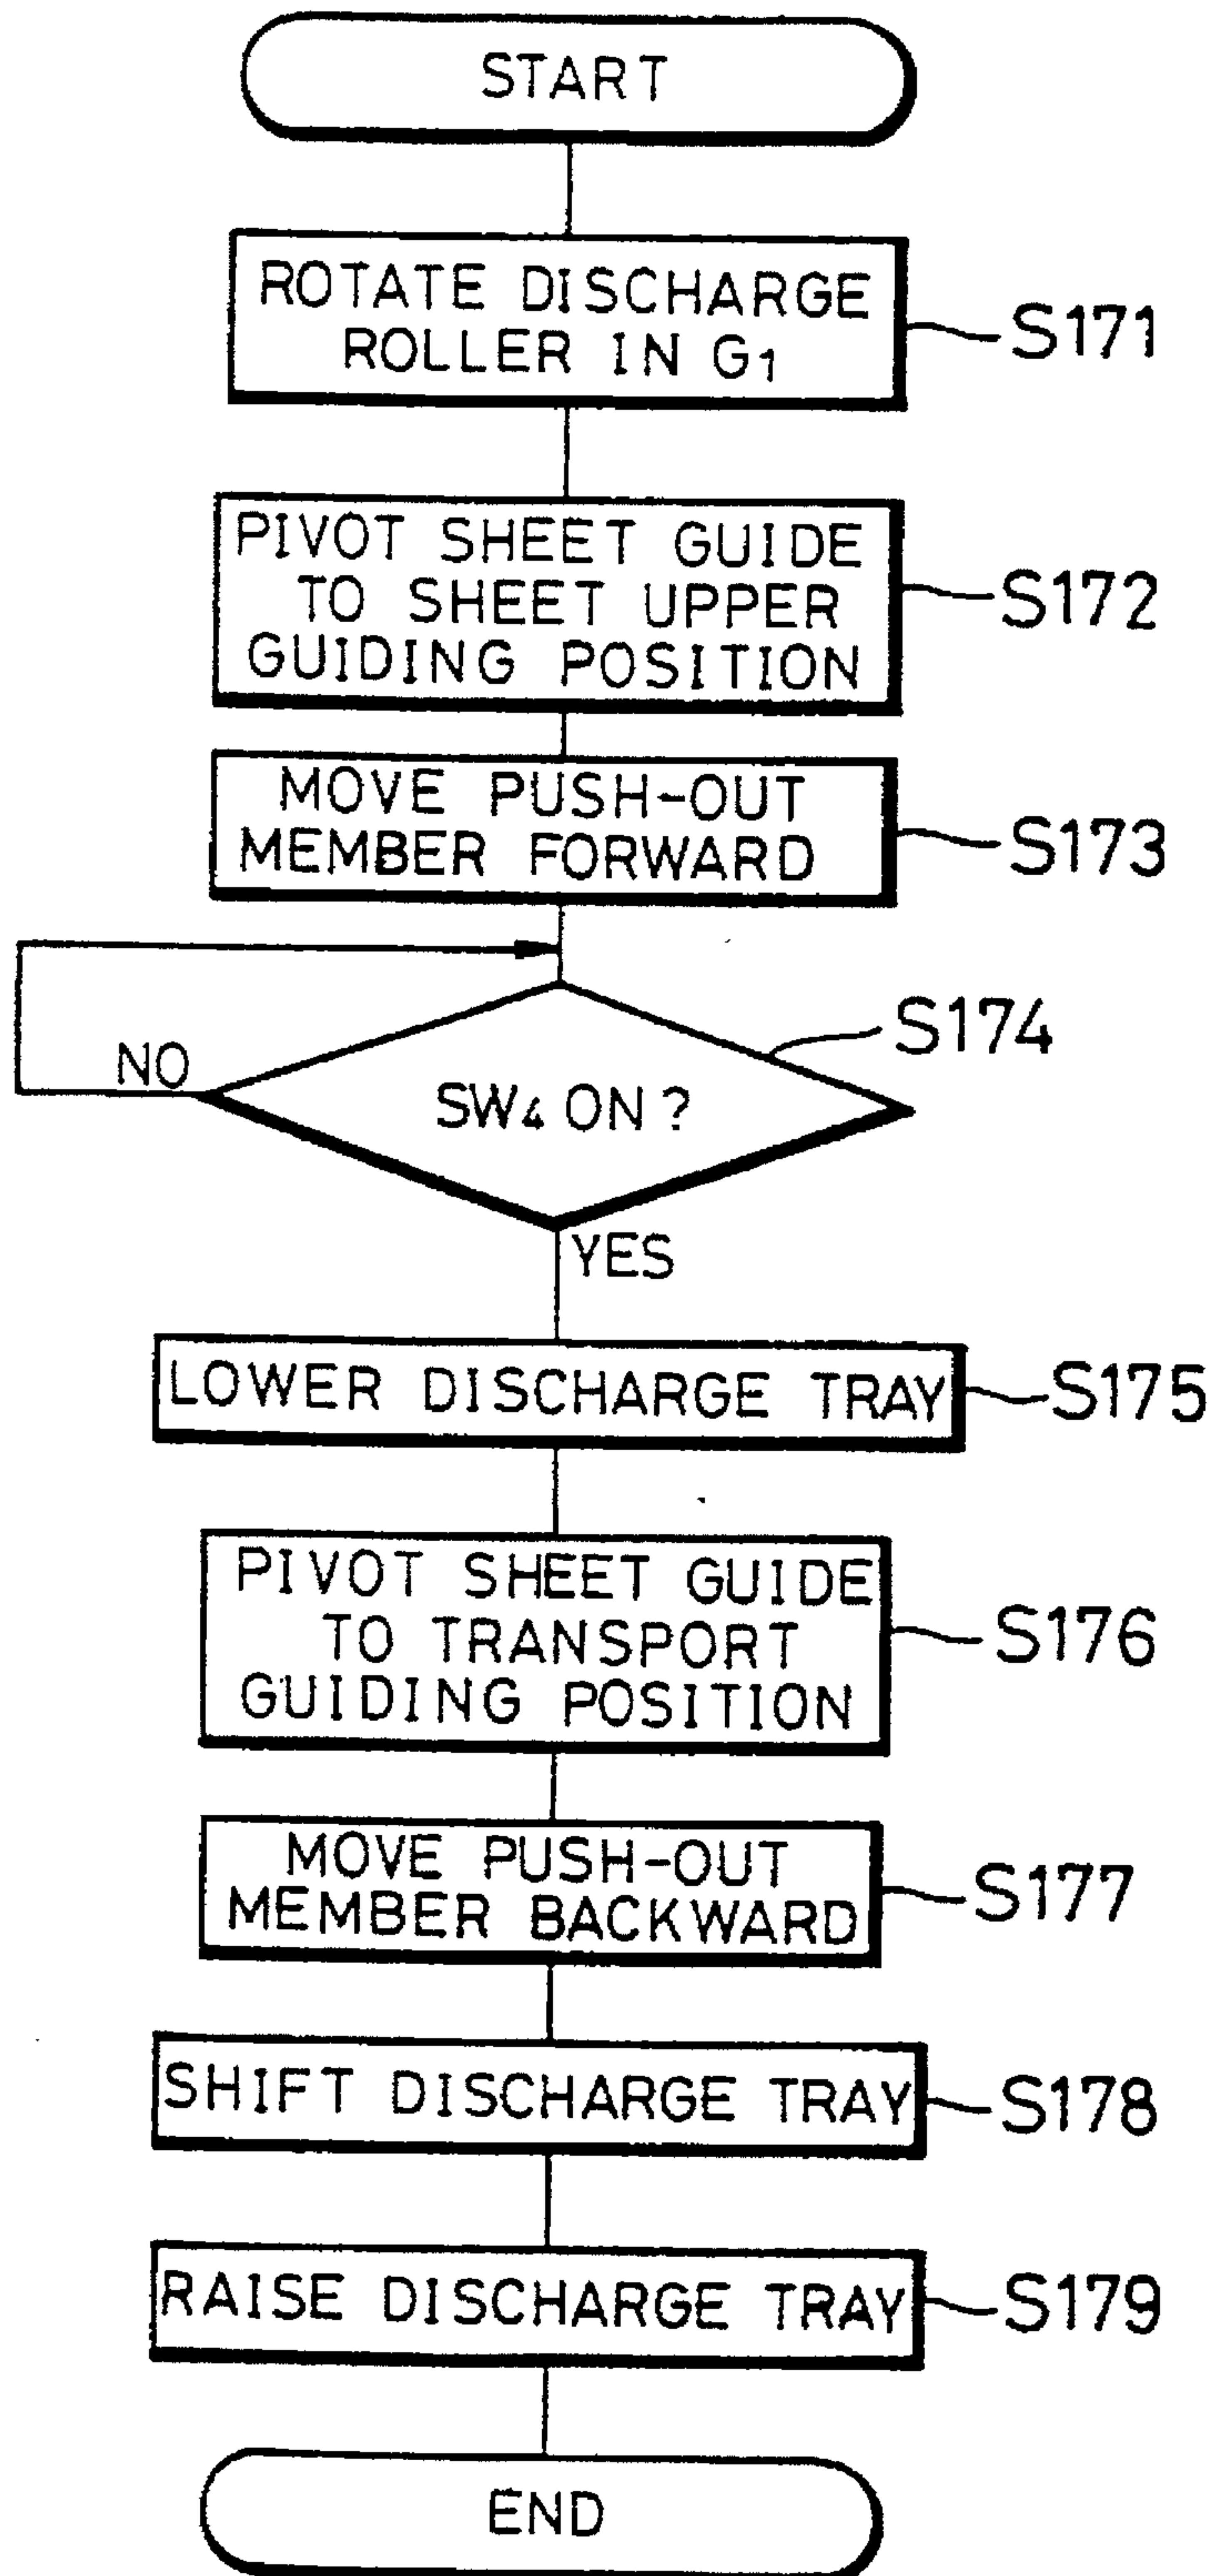 START
ROTATE DISCHARGE
ROLLER IN G1
S171
PIVOT SHEET GUIDE
TO SHEET UPPER
GUIDING POSITION
S172
MOVE PUSH-OUT
MEMBER FORWARD
S173
S174
NO
SW4 ON?
YES
LOWER DISCHARGE TRAY
S175
PIVOT SHEET GUIDE
TO TRANSPORT
GUIDING POSITION
S176
MOVE PUSH-OUT
MEMBER BACKWARD
S177
SHIFT DISCHARGE TRAY
S178
RAISE DISCHARGE TRAY
S179
END